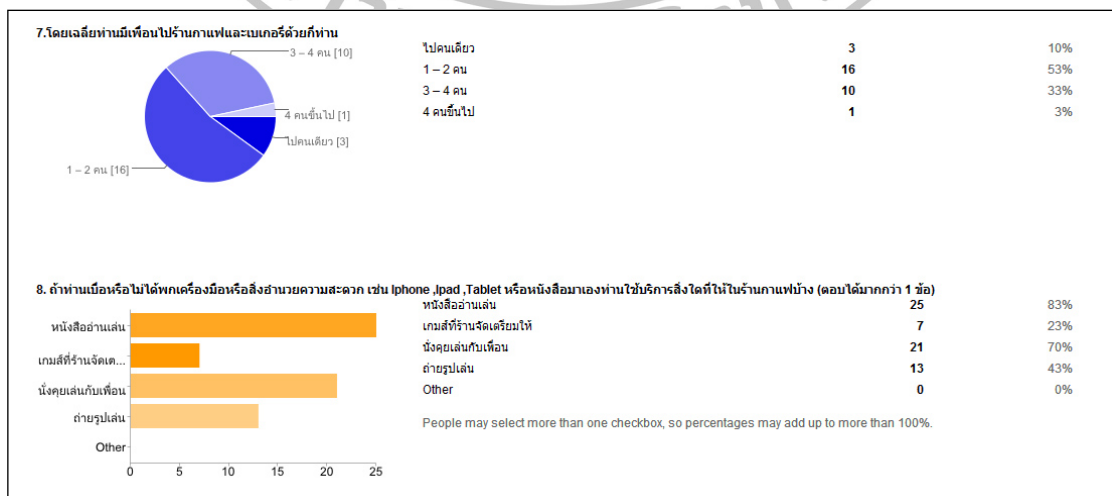 7.โดยเฉลี่ยท่านมีเพื่อนไปร้านกาแฟและเบเกอรี่ด้วยกี่ท่าน
3 – 4 คน [10]
4 คนขึ้นไป [1]
ไปคนเดียว [3]
1 – 2 คน [16]
ไปคนเดียว 3 10%
1 – 2 คน 16 53%
3 – 4 คน 10 33%
4 คนขึ้นไป 1 3%
8. ถ้าท่านเบื่อหรือไม่ได้พกเครื่องมือหรือสิ่งอำนวยความสะดวก เช่น Iphone ,Ipad ,Tablet หรือหนังสือมาเองท่านใช้บริการสิ่งใดที่ให้ในร้านกาแฟบ้าง (ตอบได้มากกว่า 1 ข้อ)
หนังสืออ่านเล่น
เกมส์ที่ร้านจัดเต...
นั่งคุยเล่นกับเพื่อน
ถ่ายรูปเล่น
Other
0 5 10 15 20 25
หนังสืออ่านเล่น 25 83%
เกมส์ที่ร้านจัดเตรียมให้ 7 23%
นั่งคุยเล่นกับเพื่อน 21 70%
ถ่ายรูปเล่น 13 43%
Other 0 0%
People may select more than one checkbox, so percentages may add up to more than 100%.